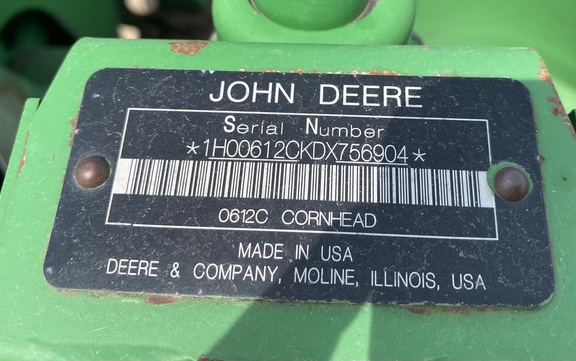 JOHN DEERE
Serial Number
*1H00612CKDX756904*
0612C CORNHEAD
MADE IN USA
DEERE & COMPANY, MOLINE, ILLINOIS, USA